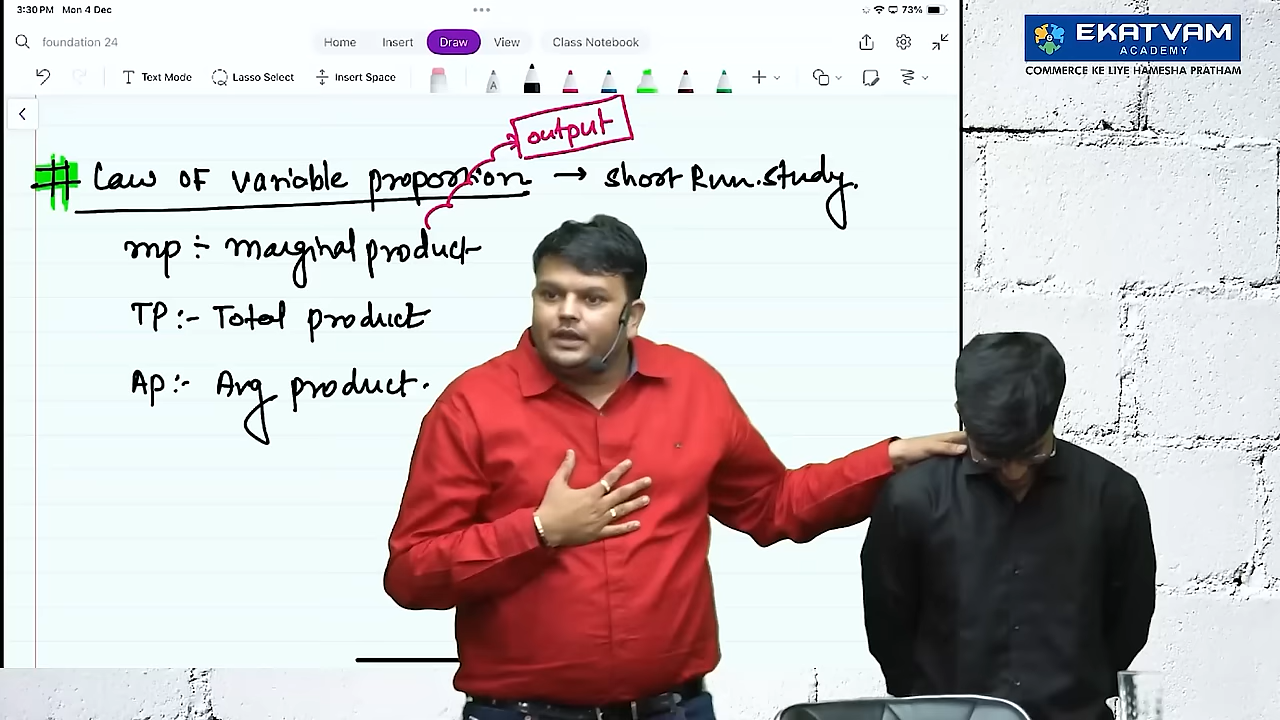 3:30 PM Mon 4 Dec
73%
foundation 24
Home Insert Draw View Class Notebook
Text Mode Lasso Select Insert Space
EKATVAM
ACADEMY
COMMERCE KE LIYE HAMESHA PRATHAM
output
# Law OF variable proportion → short Run.study.
mp :- marginal product
TP :- Total product
AP :- Avg product.